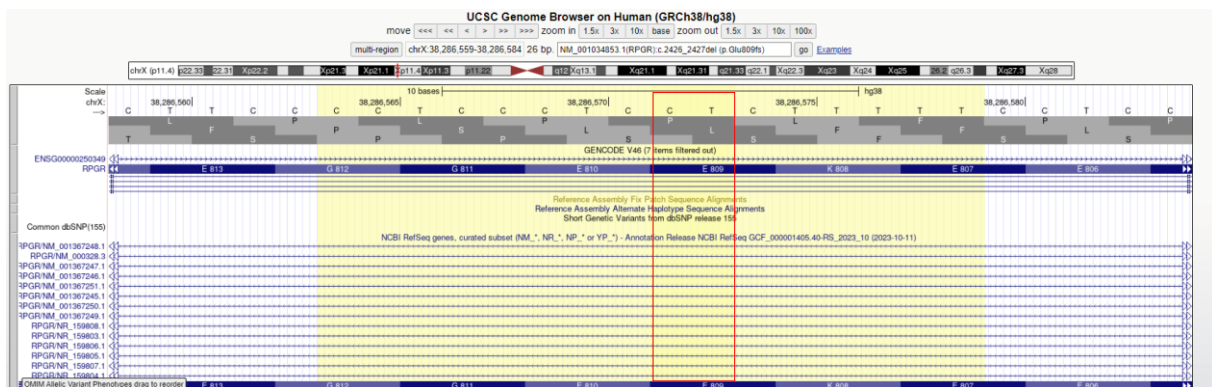 UCSC Genome Browser on Human (GRCh38/hg38)
move <<< << < > >> >>> zoom in 1.5x 3x 10x base zoom out 1.5x 3x 10x 100x
multi-region chrX:38,286,559-38,286,584 26 bp. NM_001034853.1(RPGR):c.2426_2427del (p.Glu809fs) go Examples
chrX (p11.4) p22.33 22.31 Xp22.2 Xp21.3 Xp21.1 p11.4 Xp11.3 p11.22 q12 Xq13.1 Xq21.1 Xq21.31 q21.33 q22.1 Xq22.3 Xq23 Xq24 Xq25 26.2 q26.3 Xq27.3 Xq28
Scale 10 bases hg38
chrX: 38,286,560 38,286,565 38,286,570 38,286,575 38,286,580
---> C T C C C C T C C C T C C T C T T T T C C T C C
L P L P P L F P P
F P S L L F F L
T S P P S F S S
GENCODE V46 (7 items filtered out)
ENSG00000250349
RPGR E 813 G 812 G 811 E 810 E 809 K 808 E 807 E 806
Reference Assembly Fix Patch Sequence Alignments
Reference Assembly Alternate Haplotype Sequence Alignments
Short Genetic Variants from dbSNP release 155
Common dbSNP(155)
NCBI RefSeq genes, curated subset (NM_*, NR_*, NP_* or YP_*) - Annotation Release NCBI RefSeq GCF_000001405.40-RS_2023_10 (2023-10-11)
RPGR/NM_001367248.1
RPGR/NM_000328.3
RPGR/NM_001367247.1
RPGR/NM_001367246.1
RPGR/NM_001367251.1
RPGR/NM_001367245.1
RPGR/NM_001367250.1
RPGR/NM_001367249.1
RPGR/NR_159808.1
RPGR/NR_159803.1
RPGR/NR_159806.1
RPGR/NR_159805.1
RPGR/NR_159807.1
RPGR/NR_159804.1
OMIM Allelic Variant Phenotypes drag to reorder E 813 G 812 G 811 E 810 E 809 K 808 E 807 E 806